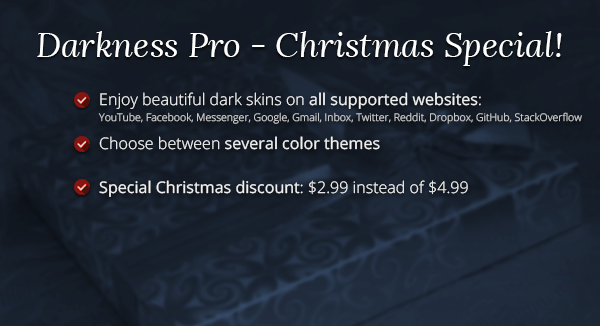 Darkness Pro - Christmas Special!
Enjoy beautiful dark skins on all supported websites:
YouTube, Facebook, Messenger, Google, Gmail, Inbox, Twitter, Reddit, Dropbox, GitHub, StackOverflow
Choose between several color themes
Special Christmas discount: $2.99 instead of $4.99